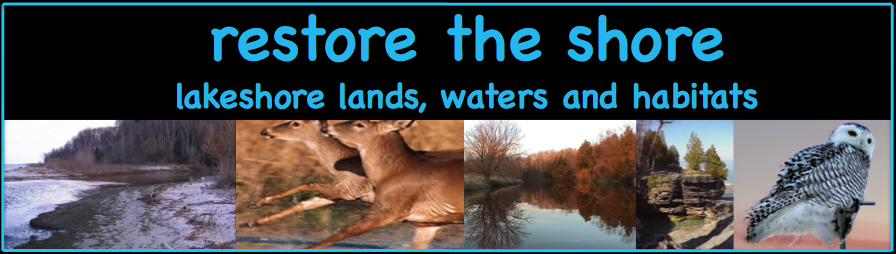 restore the shore
lakeshore lands, waters and habitats